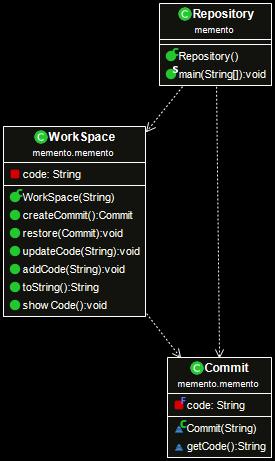 C Repository
memento
C Repository()
S main(String[]):void
C WorkSpace
memento.memento
code: String
C WorkSpace(String)
createCommit():Commit
restore(Commit):void
updateCode(String):void
addCode(String):void
toString():String
show Code():void
C Commit
memento.memento
F code: String
C Commit(String)
getCode():String